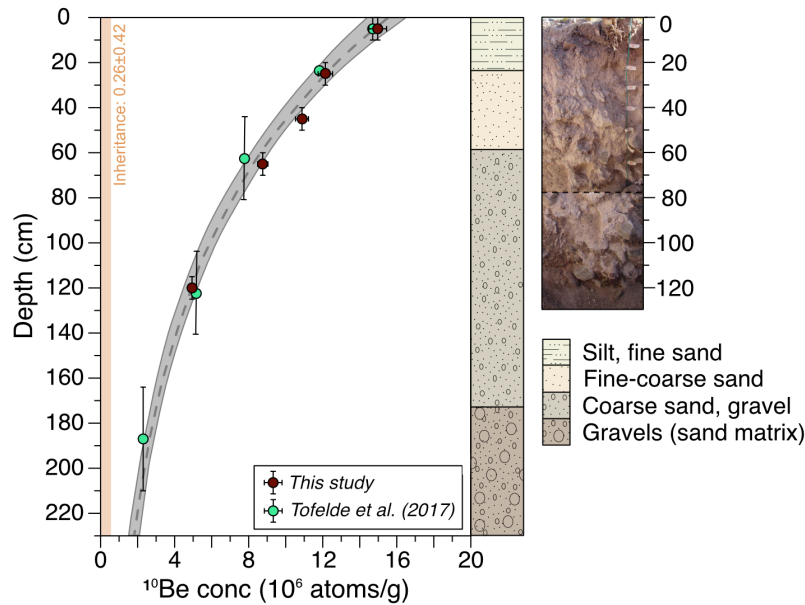 0
20
40
60
80
100
120
140
160
180
200
220
Depth (cm)
Inheritance: 0.26±0.42
This study
Tofelde et al. (2017)
0
4
8
12
16
20
¹⁰Be conc (10⁶ atoms/g)
0
20
40
60
80
100
120
Silt, fine sand
Fine-coarse sand
Coarse sand, gravel
Gravels (sand matrix)